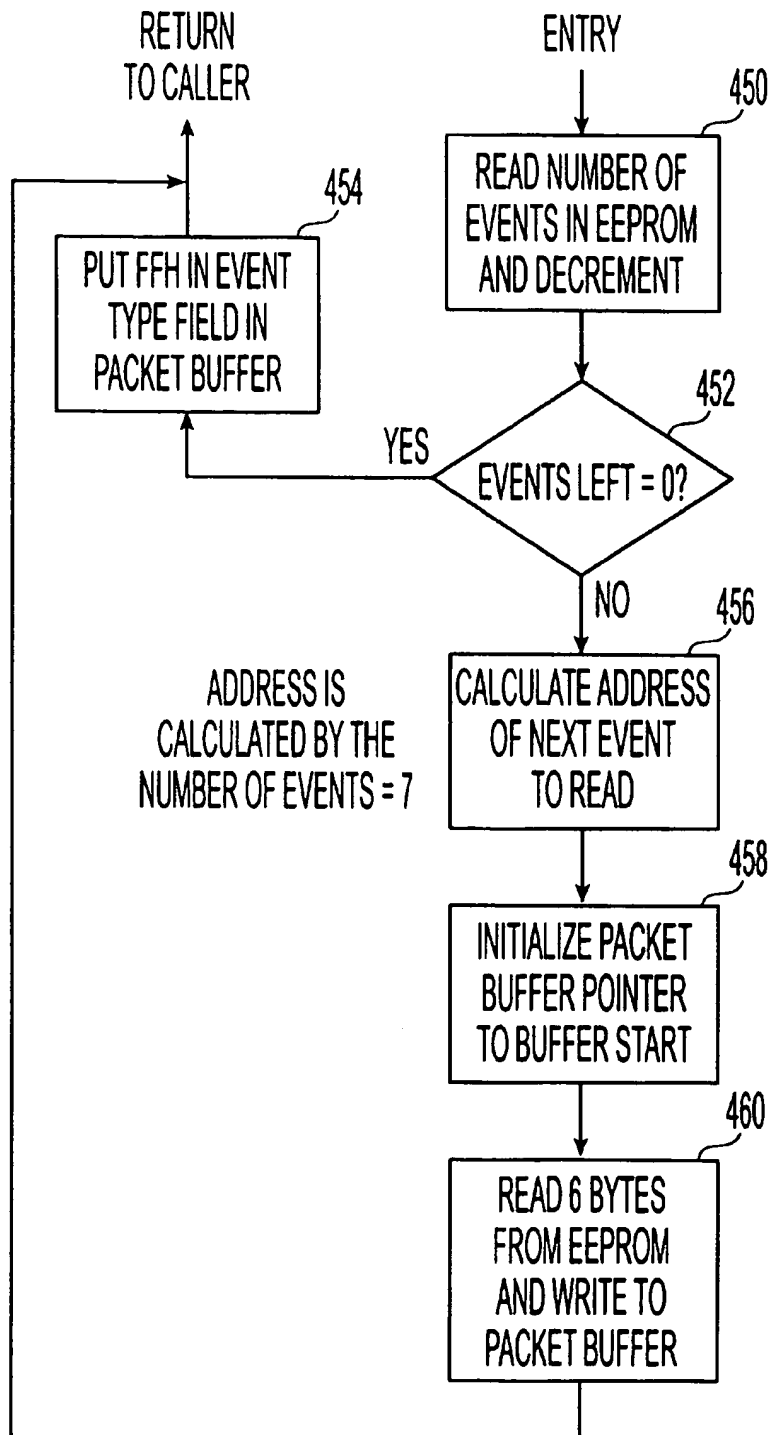 RETURN
TO CALLER
ENTRY
450
READ NUMBER OF
EVENTS IN EEPROM
AND DECREMENT
454
PUT FFH IN EVENT
TYPE FIELD IN
PACKET BUFFER
452
YES
EVENTS LEFT = 0?
NO
456
ADDRESS IS
CALCULATED BY THE
NUMBER OF EVENTS = 7
CALCULATE ADDRESS
OF NEXT EVENT
TO READ
458
INITIALIZE PACKET
BUFFER POINTER
TO BUFFER START
460
READ 6 BYTES
FROM EEPROM
AND WRITE TO
PACKET BUFFER